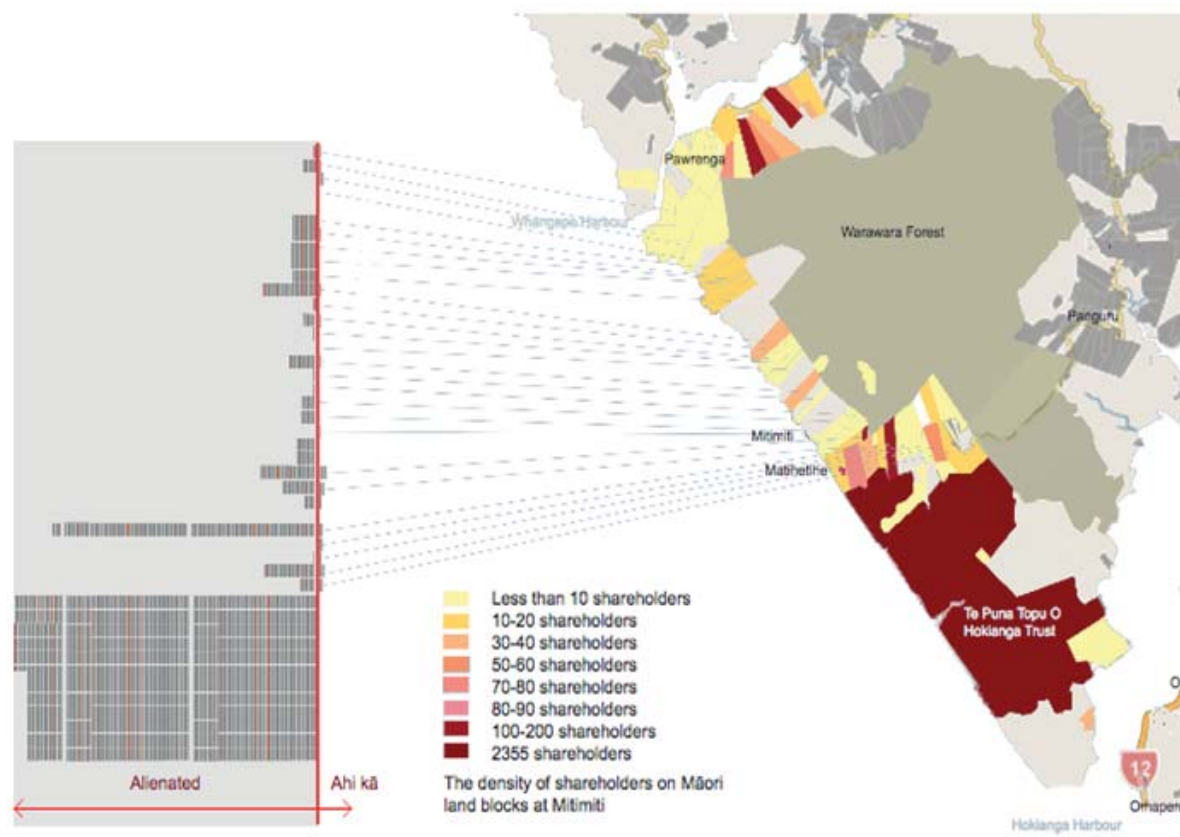 Pawrenga
Whangape Harbour
Warawara Forest
Panguru
Mitimiti
Matihetihe
Less than 10 shareholders
10-20 shareholders
30-40 shareholders
50-60 shareholders
70-80 shareholders
80-90 shareholders
100-200 shareholders
2355 shareholders
Te Puna Topu O
Hokianga Trust
Alienated
Ahi kā
The density of shareholders on Māori
land blocks at Mitimiti
12
Hokianga Harbour